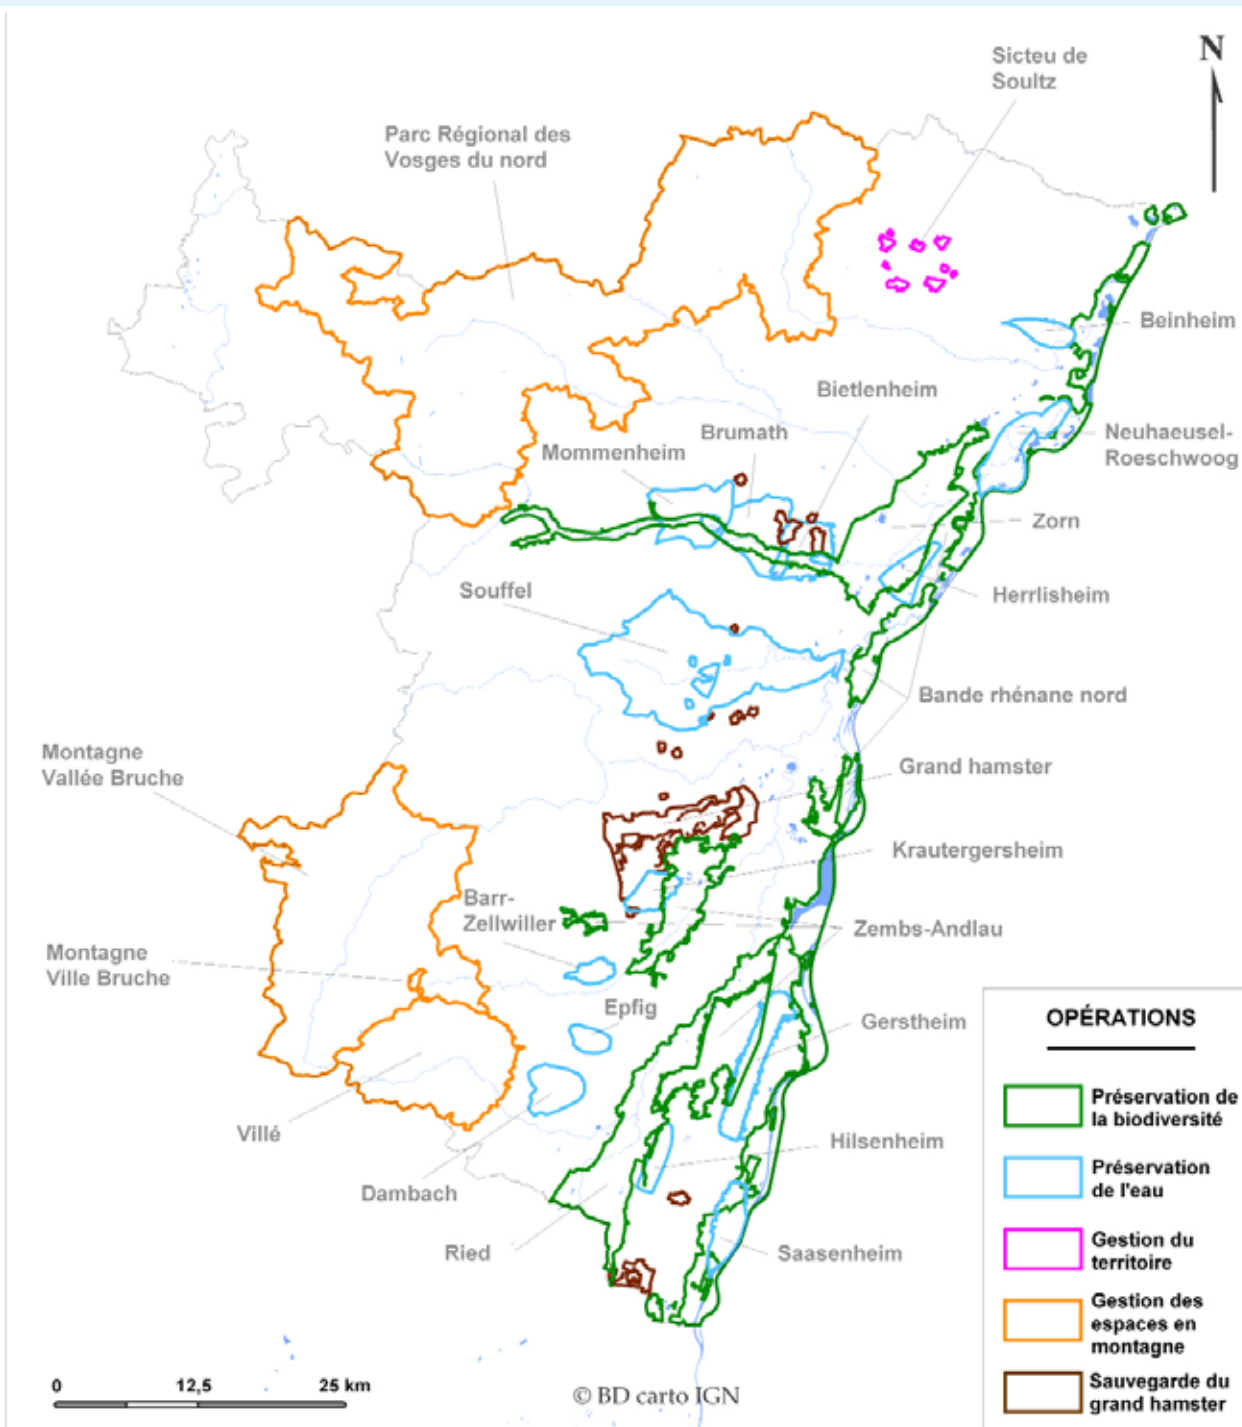 N
Sicteu de
Soultz
Parc Régional des
Vosges du nord
Beinheim
Bietlenheim
Brumath
Neuhaeusel-
Roeschwoog
Mommenheim
Zorn
Souffel
Herrlisheim
Bande rhénane nord
Montagne
Vallée Bruche
Grand hamster
Krautergersheim
Barr-
Zellwiller
Zembs-Andlau
Montagne
Ville Bruche
Epfig
Gerstheim
Villé
Hilsenheim
Dambach
Ried
Saasenheim
OPÉRATIONS
Préservation de
la biodiversité
Préservation
de l'eau
Gestion du
territoire
Gestion des
espaces en
montagne
Sauvegarde du
grand hamster
0 12,5 25 km
© BD carto IGN